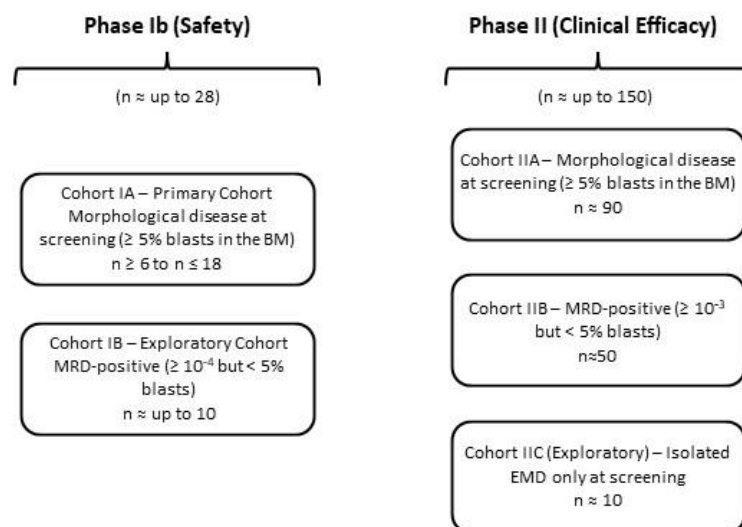 Phase Ib (Safety)
(n ≈ up to 28)
Cohort IA – Primary Cohort
Morphological disease at
screening (≥ 5% blasts in the BM)
n ≥ 6 to n ≤ 18
Cohort IB – Exploratory Cohort
MRD-positive (≥ 10⁻⁴ but < 5%
blasts)
n ≈ up to 10
Phase II (Clinical Efficacy)
(n ≈ up to 150)
Cohort IIA – Morphological disease
at screening (≥ 5% blasts in the BM)
n ≈ 90
Cohort IIB – MRD-positive (≥ 10⁻³
but < 5% blasts)
n≈50
Cohort IIC (Exploratory) – Isolated
EMD only at screening
n ≈ 10